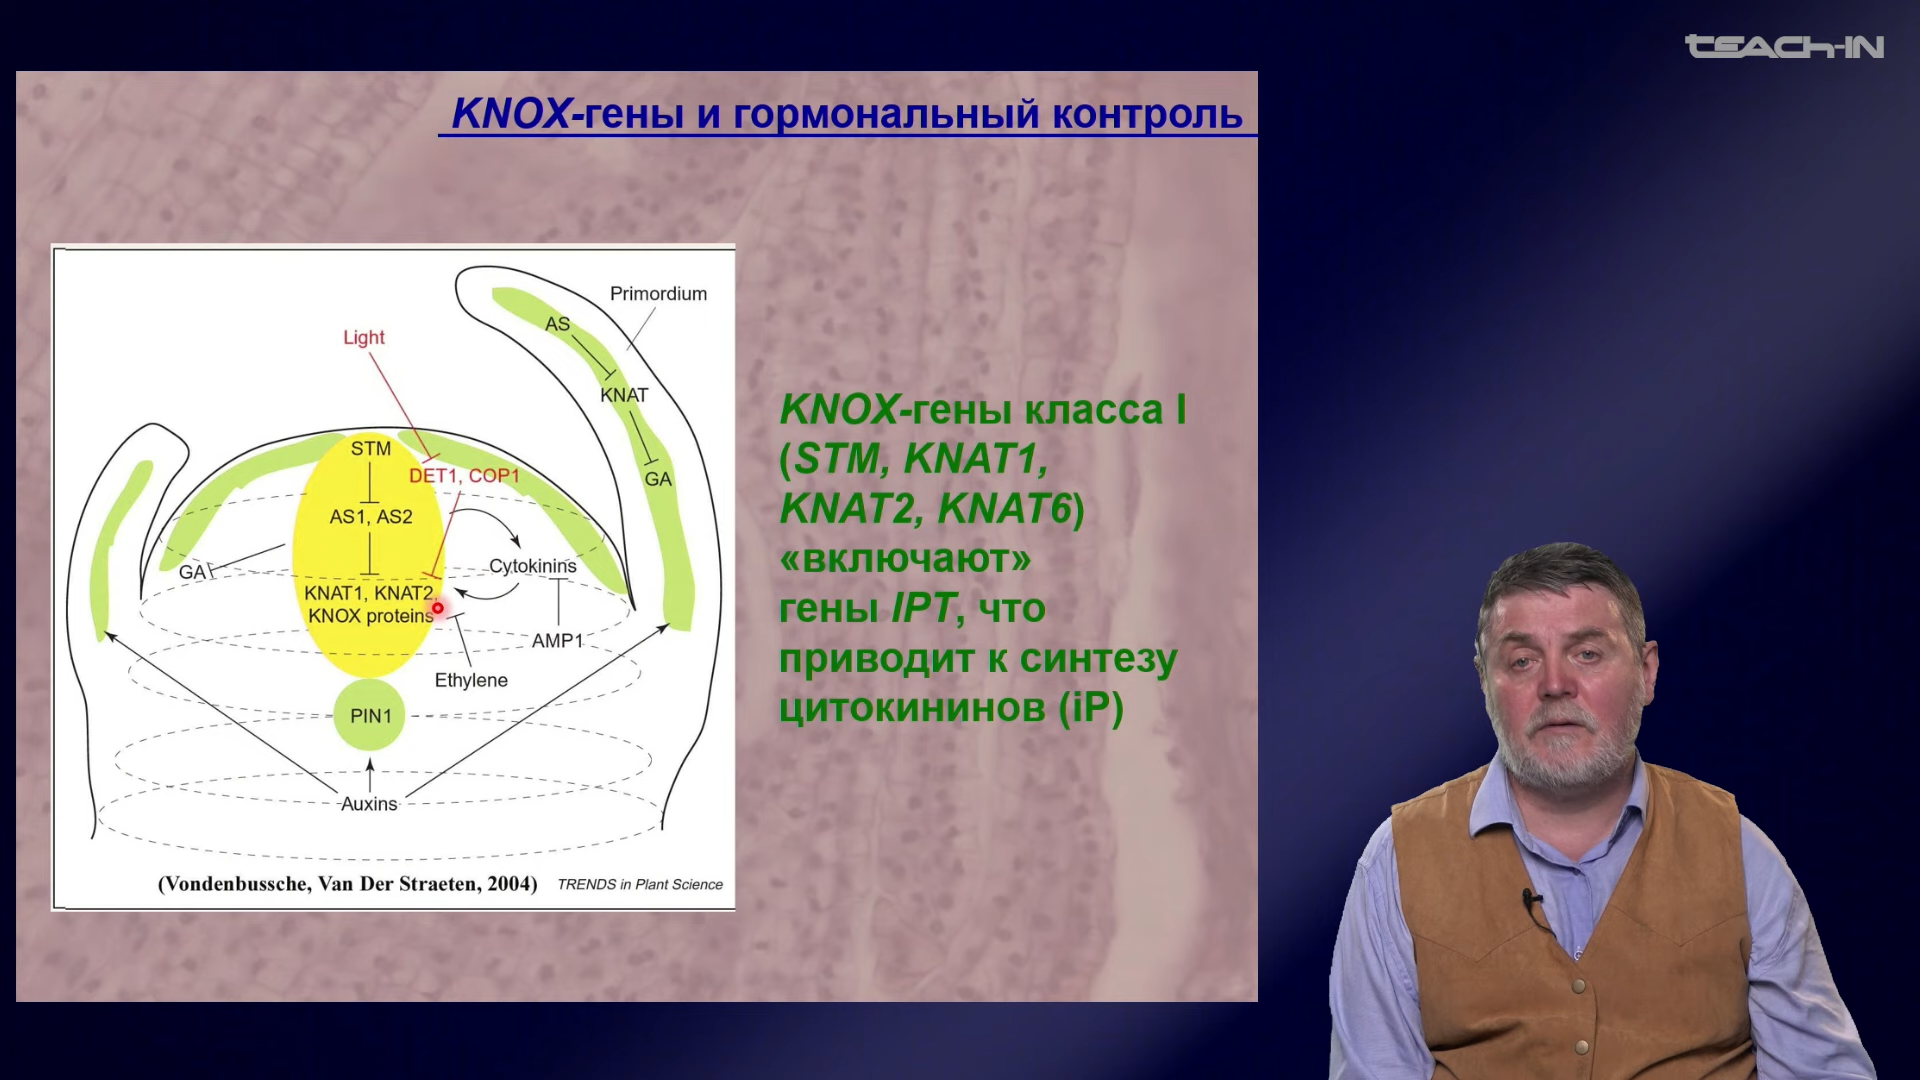 TEACH-IN
KNOX-гены и гормональный контроль
Primordium
AS
Light
KNAT
STM
DET1, COP1
GA
AS1, AS2
Cytokinins
GA
KNAT1, KNAT2,
KNOX proteins
AMP1
Ethylene
PIN1
Auxins
(Vondenbussche, Van Der Straeten, 2004) TRENDS in Plant Science
KNOX-гены класса I
(STM, KNAT1,
KNAT2, KNAT6)
«включают»
гены IPT, что
приводит к синтезу
цитокининов (iP)